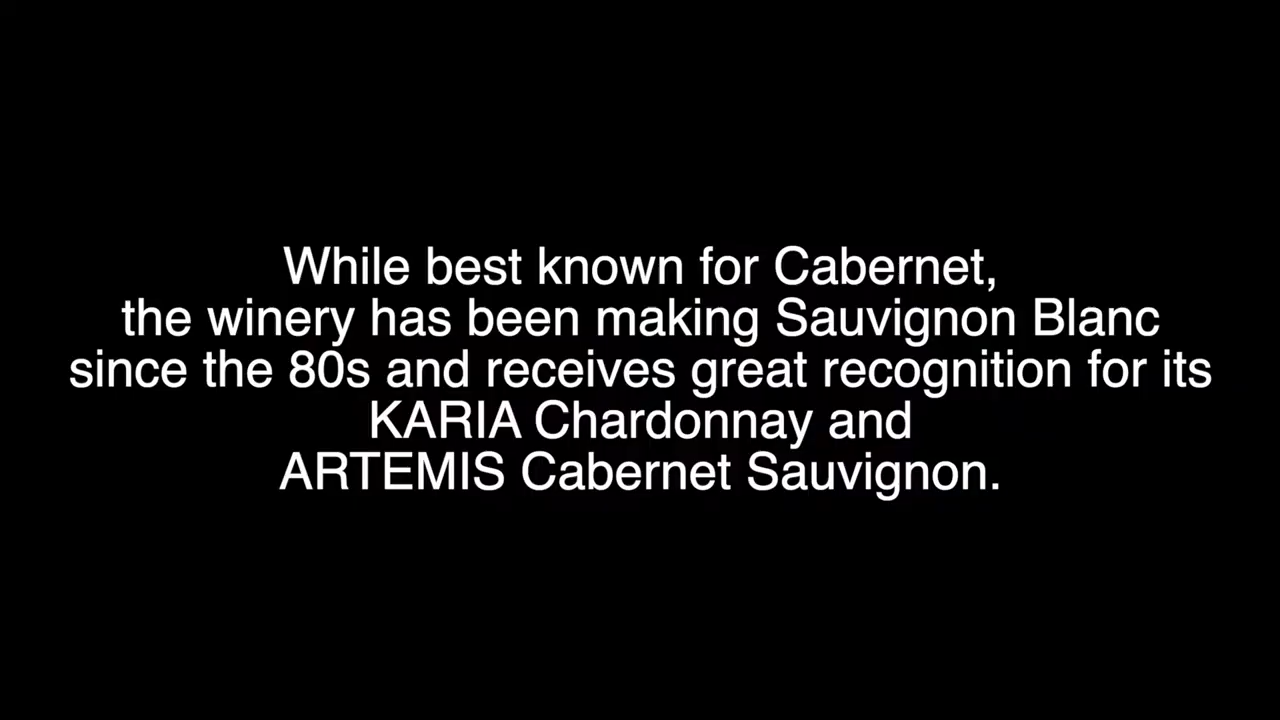 While best known for Cabernet,
the winery has been making Sauvignon Blanc
since the 80s and receives great recognition for its
KARIA Chardonnay and
ARTEMIS Cabernet Sauvignon.